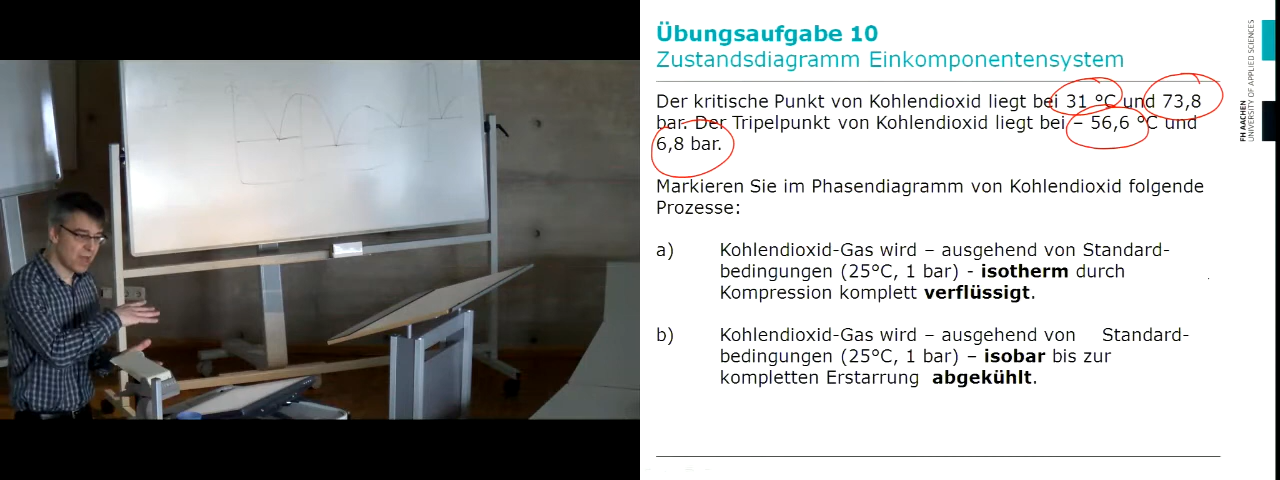 Übungsaufgabe 10
Zustandsdiagramm Einkomponentensystem
Der kritische Punkt von Kohlendioxid liegt bei 31 °C und 73,8
bar. Der Tripelpunkt von Kohlendioxid liegt bei – 56,6 °C und
6,8 bar.
Markieren Sie im Phasendiagramm von Kohlendioxid folgende
Prozesse:
a) Kohlendioxid-Gas wird – ausgehend von Standard-
bedingungen (25°C, 1 bar) - isotherm durch
Kompression komplett verflüssigt.
b) Kohlendioxid-Gas wird – ausgehend von Standard-
bedingungen (25°C, 1 bar) – isobar bis zur
kompletten Erstarrung abgekühlt.
FH AACHEN
UNIVERSITY OF APPLIED SCIENCES